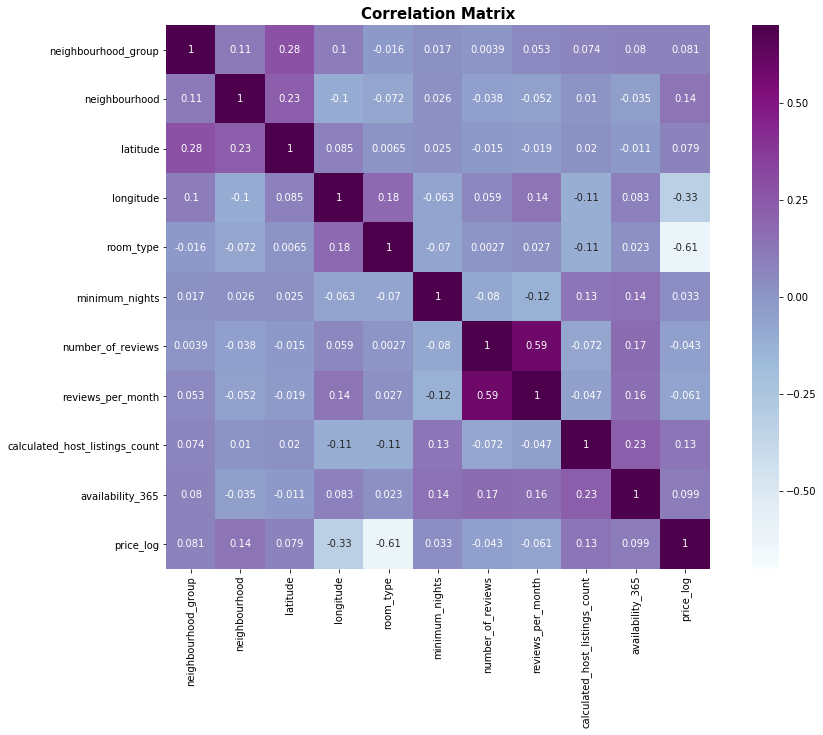 Correlation Matrix
neighbourhood_group 1 0.11 0.28 0.1 -0.016 0.017 0.0039 0.053 0.074 0.08 0.081
neighbourhood 0.11 1 0.23 -0.1 -0.072 0.026 -0.038 -0.052 0.01 -0.035 0.14
latitude 0.28 0.23 1 0.085 0.0065 0.025 -0.015 -0.019 0.02 -0.011 0.079
longitude 0.1 -0.1 0.085 1 0.18 -0.063 0.059 0.14 -0.11 0.083 -0.33
room_type -0.016 -0.072 0.0065 0.18 1 -0.07 0.0027 0.027 -0.11 0.023 -0.61
minimum_nights 0.017 0.026 0.025 -0.063 -0.07 1 -0.08 -0.12 0.13 0.14 0.033
number_of_reviews 0.0039 -0.038 -0.015 0.059 0.0027 -0.08 1 0.59 -0.072 0.17 -0.043
reviews_per_month 0.053 -0.052 -0.019 0.14 0.027 -0.12 0.59 1 -0.047 0.16 -0.061
calculated_host_listings_count 0.074 0.01 0.02 -0.11 -0.11 0.13 -0.072 -0.047 1 0.23 0.13
availability_365 0.08 -0.035 -0.011 0.083 0.023 0.14 0.17 0.16 0.23 1 0.099
price_log 0.081 0.14 0.079 -0.33 -0.61 0.033 -0.043 -0.061 0.13 0.099 1
neighbourhood_group
neighbourhood
latitude
longitude
room_type
minimum_nights
number_of_reviews
reviews_per_month
calculated_host_listings_count
availability_365
price_log
0.50
0.25
0.00
−0.25
−0.50